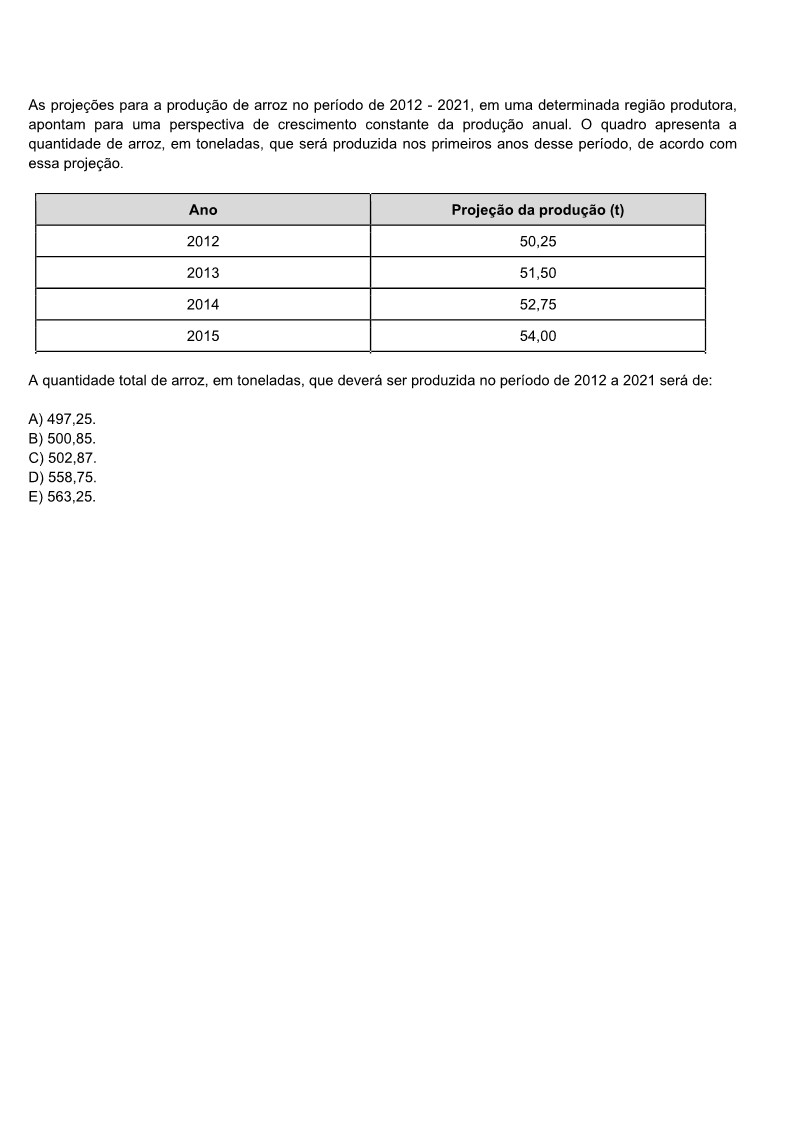 As projeções para a produção de arroz no período de 2012 - 2021, em uma determinada região produtora,
apontam para uma perspectiva de crescimento constante da produção anual. O quadro apresenta a
quantidade de arroz, em toneladas, que será produzida nos primeiros anos desse período, de acordo com
essa projeção.
Ano Projeção da produção (t)
2012 50,25
2013 51,50
2014 52,75
2015 54,00
A quantidade total de arroz, em toneladas, que deverá ser produzida no período de 2012 a 2021 será de:
A) 497,25.
B) 500,85.
C) 502,87.
D) 558,75.
E) 563,25.